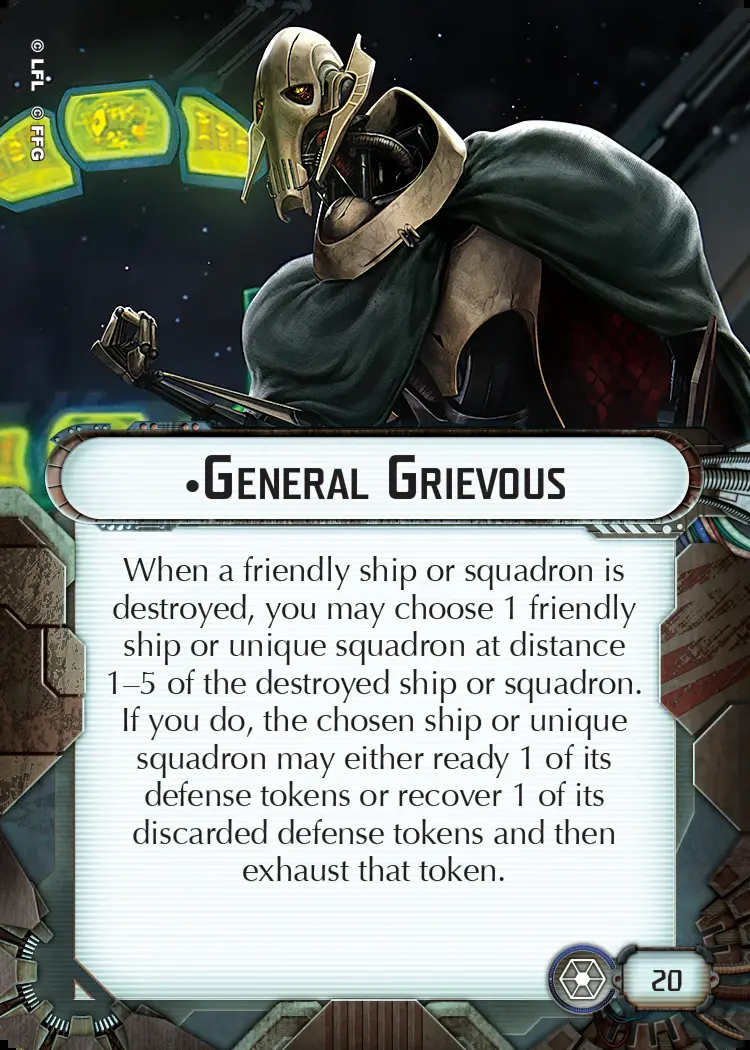 © LFL © FFG
•General Grievous
When a friendly ship or squadron is
destroyed, you may choose 1 friendly
ship or unique squadron at distance
1–5 of the destroyed ship or squadron.
If you do, the chosen ship or unique
squadron may either ready 1 of its
defense tokens or recover 1 of its
discarded defense tokens and then
exhaust that token.
20